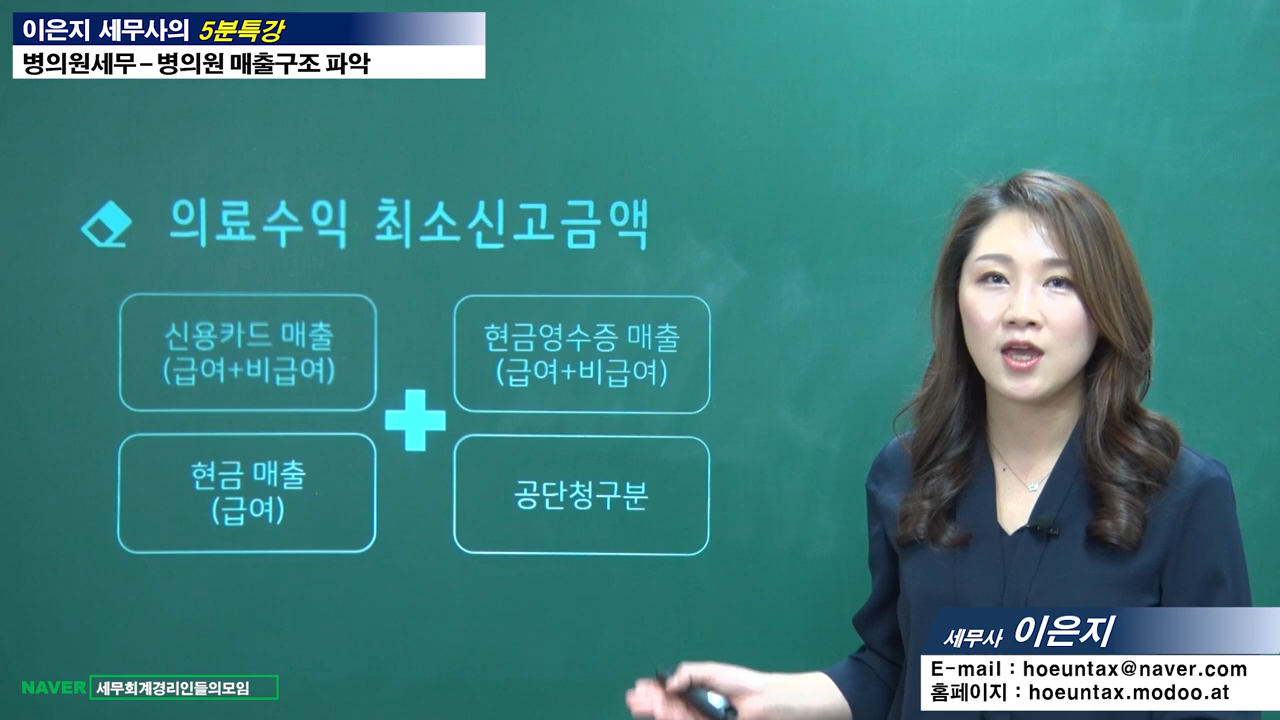 이은지 세무사의 5분특강
병의원세무 – 병의원 매출구조 파악
의료수익 최소신고금액
신용카드 매출
(급여+비급여)
현금영수증 매출
(급여+비급여)
현금 매출
(급여)
공단청구분
세무사 이은지
E-mail : hoeuntax@naver.com
홈페이지 : hoeuntax.modoo.at
NAVER 세무회계경리인들의모임